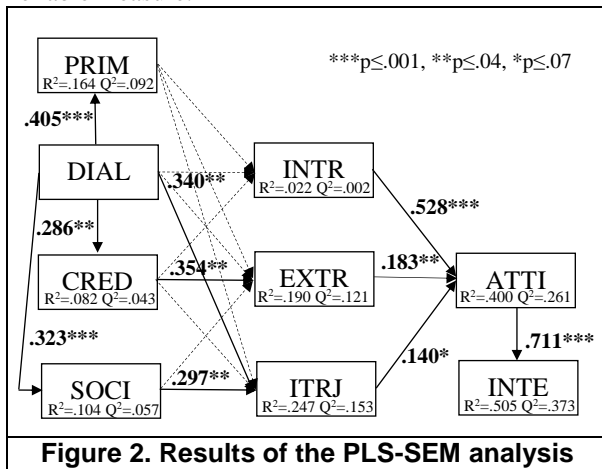 PRIM
R²=.164 Q²=.092
***p≤.001, **p≤.04, *p≤.07
.405***
DIAL
.340**
INTR
R²=.022 Q²=.002
.528***
.286**
CRED
R²=.082 Q²=.043
.354**
EXTR
R²=.190 Q²=.121
.183**
ATTI
R²=.400 Q²=.261
.323***
.140*
.711***
SOCI
R²=.104 Q²=.057
.297**
ITRJ
R²=.247 Q²=.153
INTE
R²=.505 Q²=.373
Figure 2. Results of the PLS-SEM analysis